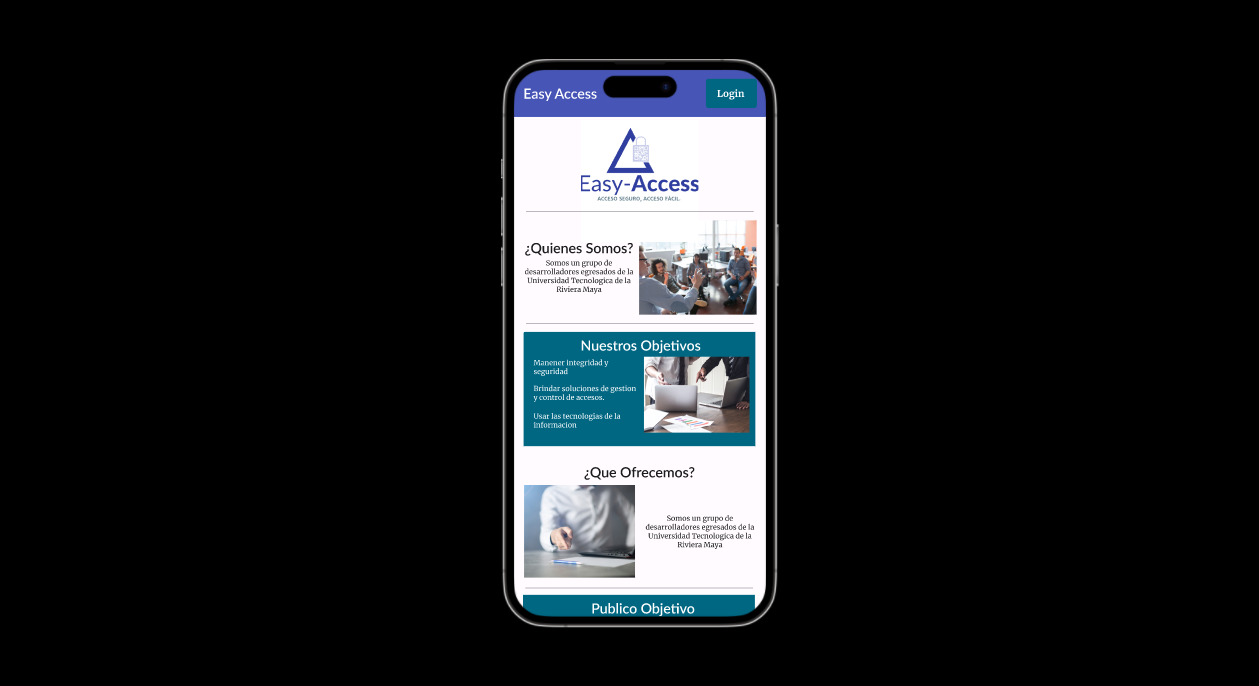 Easy Access
Login
Easy-Access
ACCESO SEGURO, ACCESO FÁCIL
¿Quienes Somos?
Somos un grupo de
desarrolladores egresados de la
Universidad Tecnologica de la
Riviera Maya
Nuestros Objetivos
Manener integridad y
seguridad
Brindar soluciones de gestion
y control de accesos.
Usar las tecnologias de la
informacion
¿Que Ofrecemos?
Somos un grupo de
desarrolladores egresados de la
Universidad Tecnologica de la
Riviera Maya
Publico Objetivo